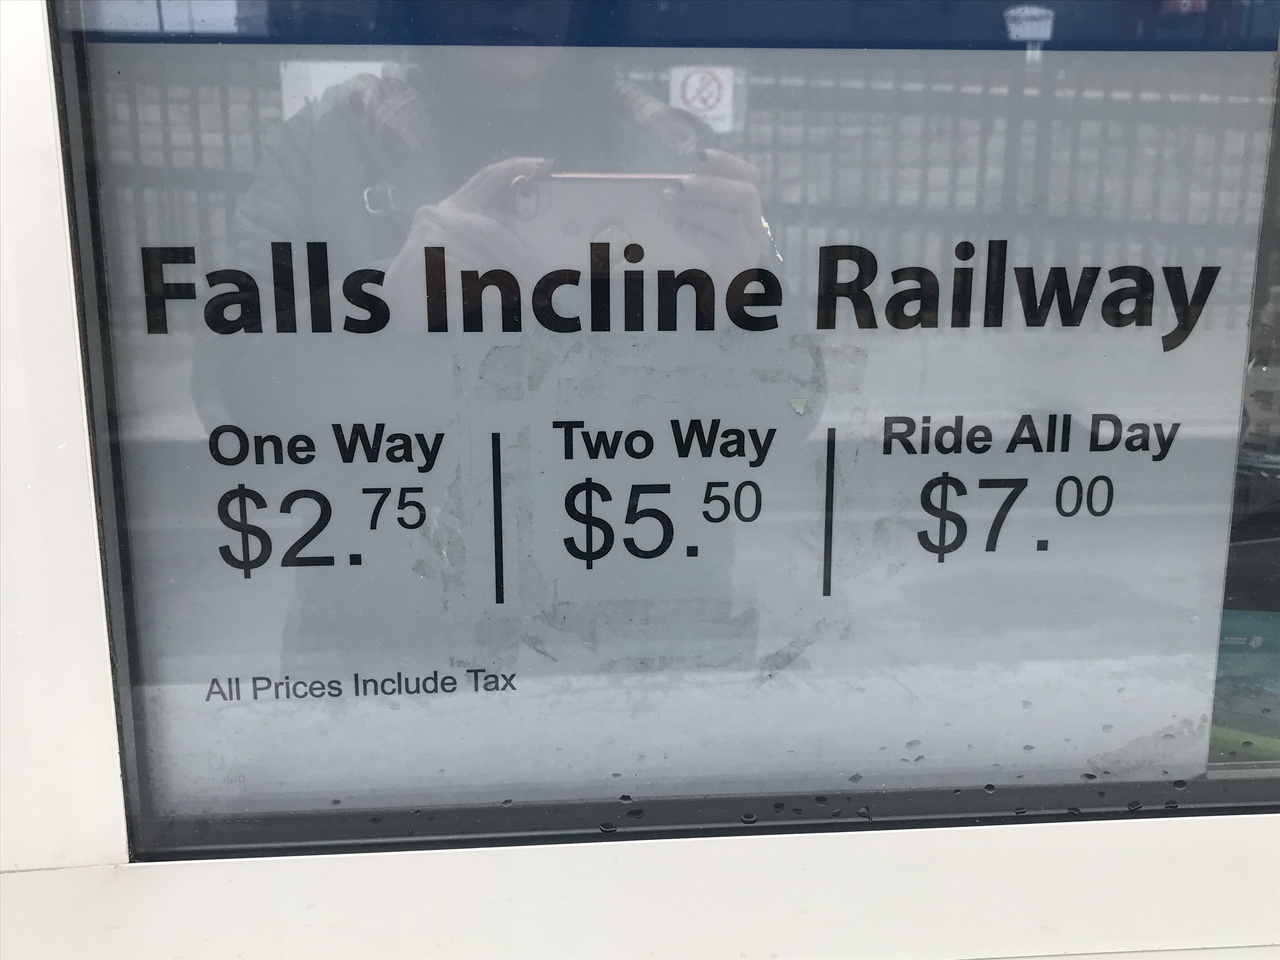 Falls Incline Railway
One Way
$2.75
Two Way
$5.50
Ride All Day
$7.00
All Prices Include Tax